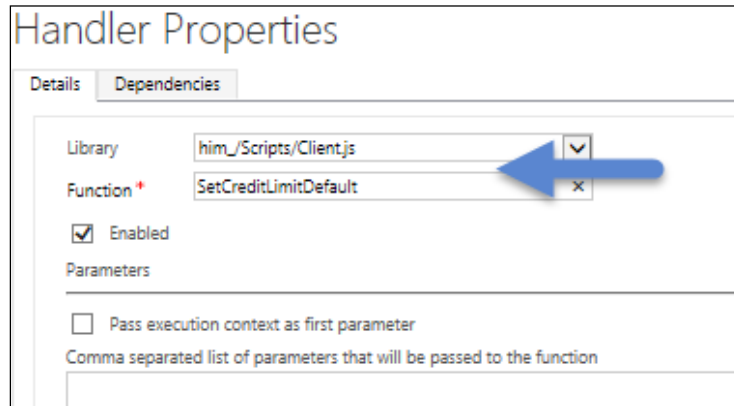 Handler Properties
Details Dependencies
Library him_/Scripts/Client.js
Function * SetCreditLimitDefault
Enabled
Parameters
Pass execution context as first parameter
Comma separated list of parameters that will be passed to the function